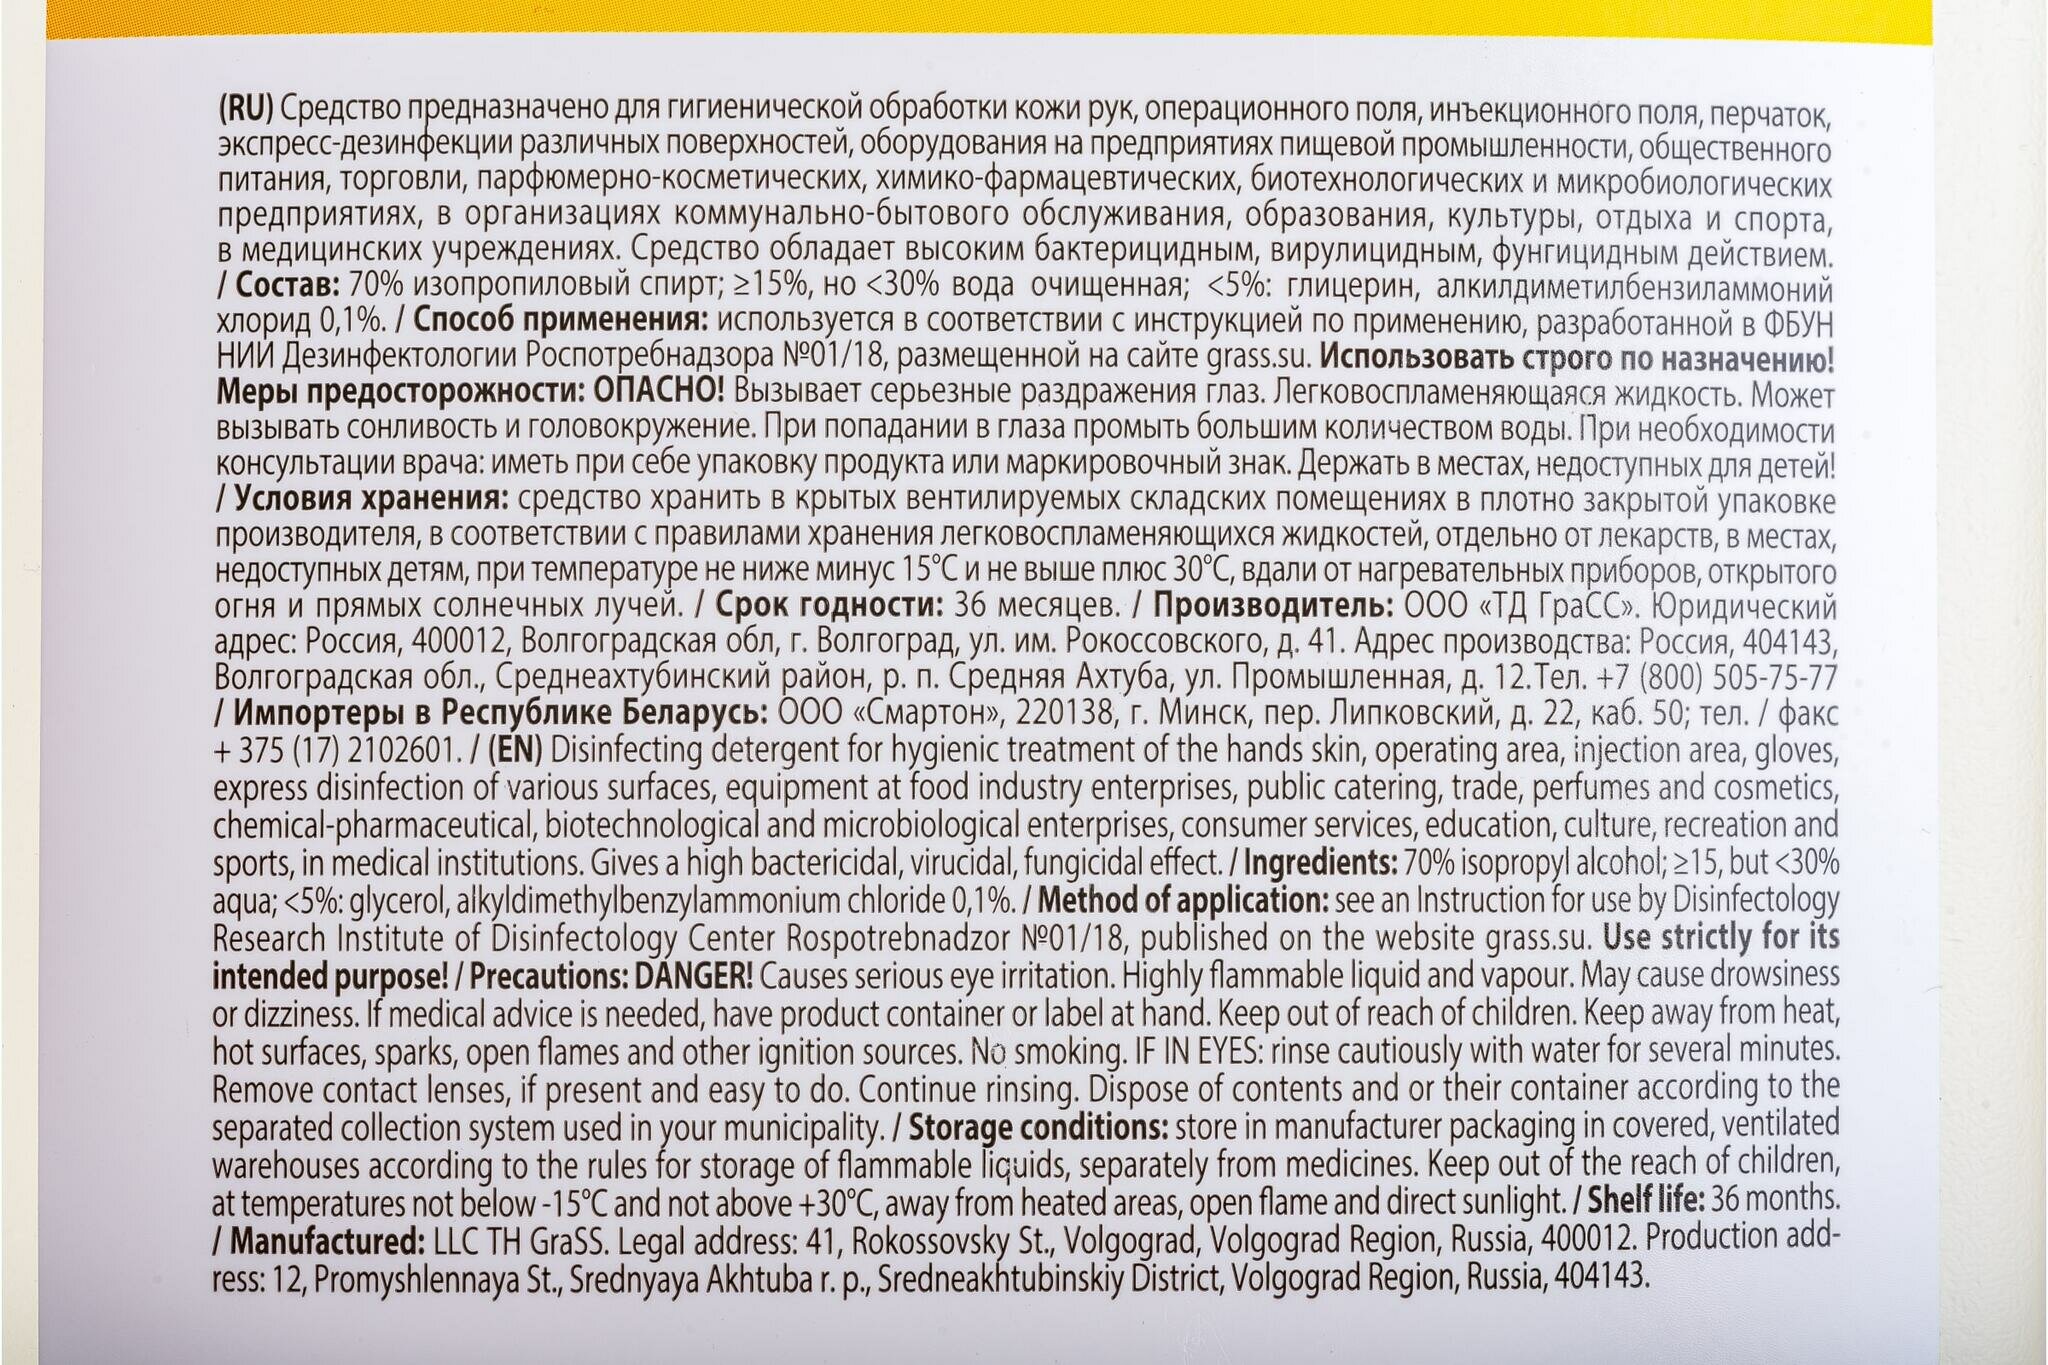 (RU) Средство предназначено для гигиенической обработки кожи рук, операционного поля, инъекционного поля, перчаток,
экспресс-дезинфекции различных поверхностей, оборудования на предприятиях пищевой промышленности, общественного
питания, торговли, парфюмерно-косметических, химико-фармацевтических, биотехнологических и микробиологических
предприятиях, в организациях коммунально-бытового обслуживания, образования, культуры, отдыха и спорта,
в медицинских учреждениях. Средство обладает высоким бактерицидным, вирулицидным, фунгицидным действием.
/ Состав: 70% изопропиловый спирт; ≥15%, но <30% вода очищенная; <5%: глицерин, алкилдиметилбензиламмоний
хлорид 0,1%. / Способ применения: используется в соответствии с инструкцией по применению, разработанной в ФБУН
НИИ Дезинфектологии Роспотребнадзора №01/18, размещенной на сайте grass.su. Использовать строго по назначению!
Меры предосторожности: ОПАСНО! Вызывает серьезные раздражения глаз. Легковоспламеняющаяся жидкость. Может
вызывать сонливость и головокружение. При попадании в глаза промыть большим количеством воды. При необходимости
консультации врача: иметь при себе упаковку продукта или маркировочный знак. Держать в местах, недоступных для детей!
/ Условия хранения: средство хранить в крытых вентилируемых складских помещениях в плотно закрытой упаковке
производителя, в соответствии с правилами хранения легковоспламеняющихся жидкостей, отдельно от лекарств, в местах,
недоступных детям, при температуре не ниже минус 15°С и не выше плюс 30°С, вдали от нагревательных приборов, открытого
огня и прямых солнечных лучей. / Срок годности: 36 месяцев. / Производитель: ООО «ТД ГраСС». Юридический
адрес: Россия, 400012, Волгоградская обл, г. Волгоград, ул. им. Рокоссовского, д. 41. Адрес производства: Россия, 404143,
Волгоградская обл., Среднеахтубинский район, р. п. Средняя Ахтуба, ул. Промышленная, д. 12.Тел. +7 (800) 505-75-77
/ Импортеры в Республике Беларусь: ООО «Смартон», 220138, г. Минск, пер. Липковский, д. 22, каб. 50; тел. / факс
+ 375 (17) 2102601. / (EN) Disinfecting detergent for hygienic treatment of the hands skin, operating area, injection area, gloves,
express disinfection of various surfaces, equipment at food industry enterprises, public catering, trade, perfumes and cosmetics,
chemical-pharmaceutical, biotechnological and microbiological enterprises, consumer services, education, culture, recreation and
sports, in medical institutions. Gives a high bactericidal, virucidal, fungicidal effect. / Ingredients: 70% isopropyl alcohol; ≥15, but <30%
aqua; <5%: glycerol, alkyldimethylbenzylammonium chloride 0,1%. / Method of application: see an Instruction for use by Disinfectology
Research Institute of Disinfectology Center Rospotrebnadzor №01/18, published on the website grass.su. Use strictly for its
intended purpose! / Precautions: DANGER! Causes serious eye irritation. Highly flammable liquid and vapour. May cause drowsiness
or dizziness. If medical advice is needed, have product container or label at hand. Keep out of reach of children. Keep away from heat,
hot surfaces, sparks, open flames and other ignition sources. No smoking. IF IN EYES: rinse cautiously with water for several minutes.
Remove contact lenses, if present and easy to do. Continue rinsing. Dispose of contents and or their container according to the
separated collection system used in your municipality. / Storage conditions: store in manufacturer packaging in covered, ventilated
warehouses according to the rules for storage of flammable liquids, separately from medicines. Keep out of the reach of children,
at temperatures not below -15°C and not above +30°C, away from heated areas, open flame and direct sunlight. / Shelf life: 36 months.
/ Manufactured: LLC TH GraSS. Legal address: 41, Rokossovsky St., Volgograd, Volgograd Region, Russia, 400012. Production add-
ress: 12, Promyshlennaya St., Srednyaya Akhtuba r. p., Sredneakhtubinskiy District, Volgograd Region, Russia, 404143.